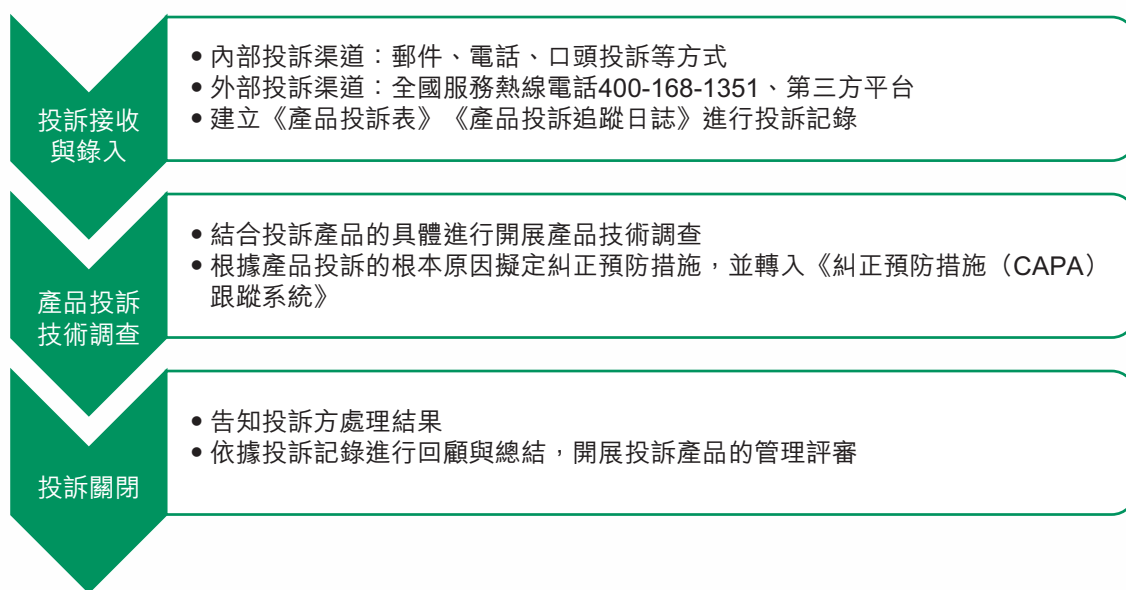 投訴接收
與錄入
• 內部投訴渠道：郵件、電話、口頭投訴等方式
• 外部投訴渠道：全國服務熱線電話400-168-1351、第三方平台
• 建立《產品投訴表》《產品投訴追蹤日誌》進行投訴記錄
產品投訴
技術調查
• 結合投訴產品的具體進行開展產品技術調查
• 根據產品投訴的根本原因擬定糾正預防措施，並轉入《糾正預防措施（CAPA）
跟蹤系統》
投訴關閉
• 告知投訴方處理結果
• 依據投訴記錄進行回顧與總結，開展投訴產品的管理評審